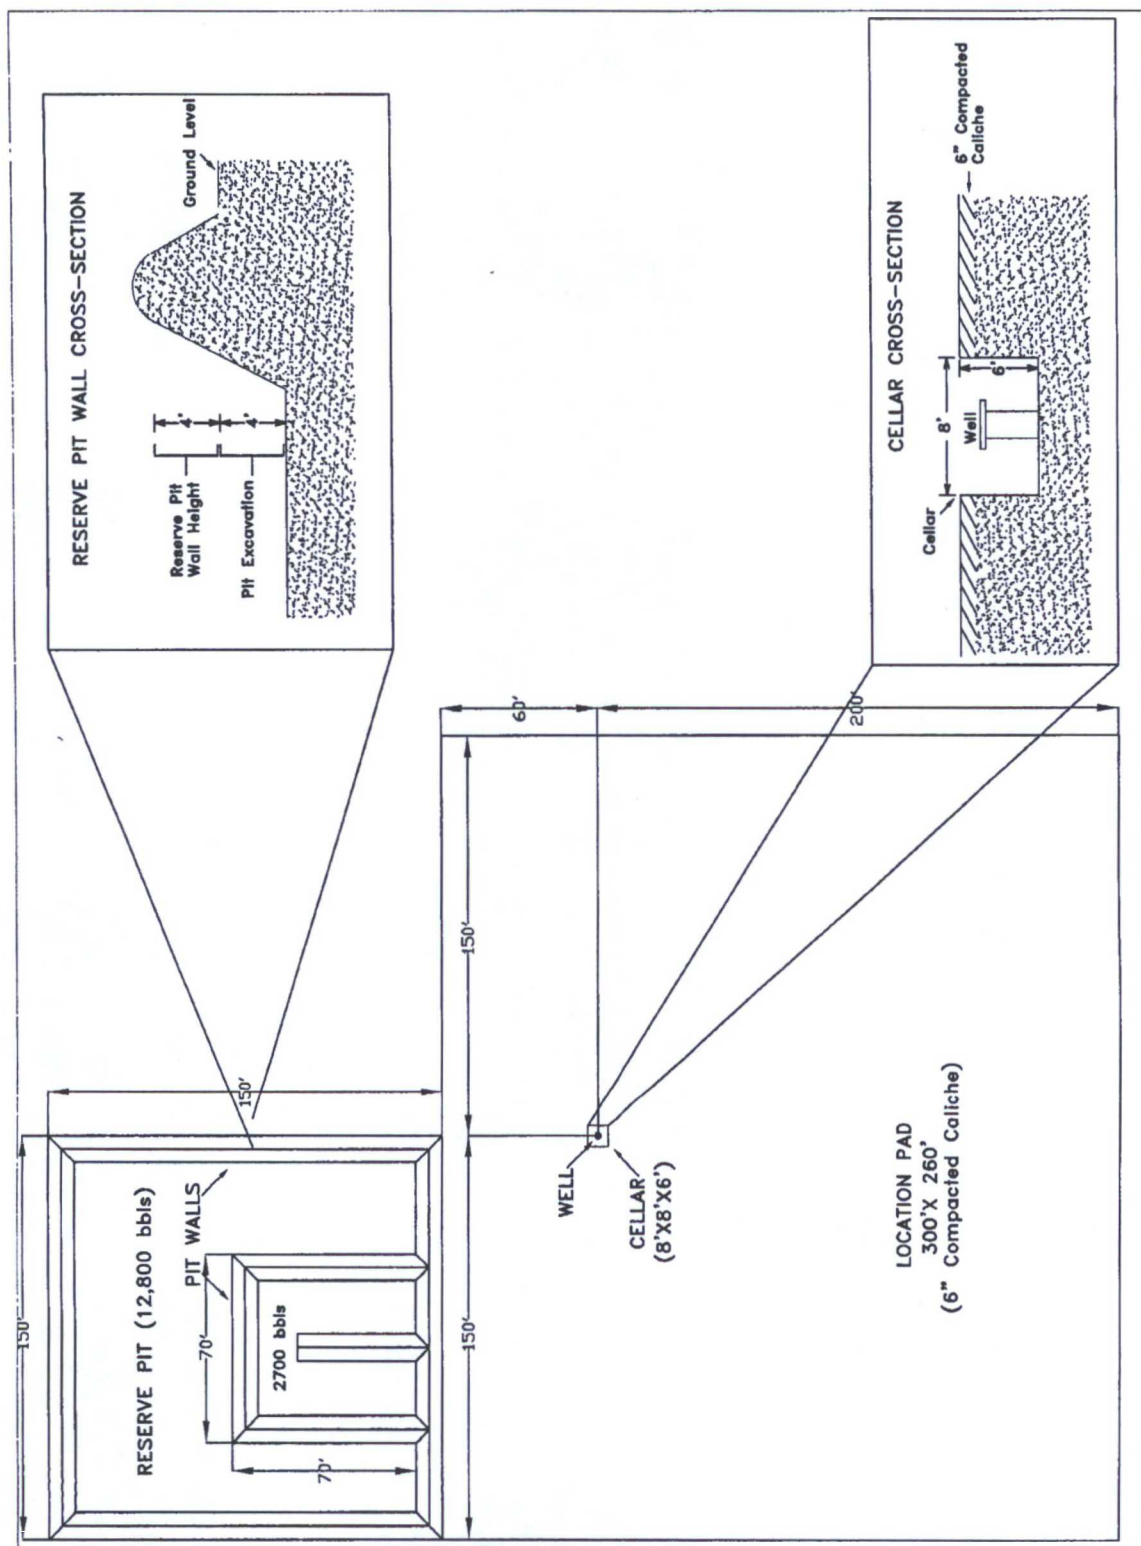 RESERVE PIT WALL CROSS-SECTION
Reserve Pit
Wall Height
Pit Excavation
4'
4'
Ground Level
CELLAR CROSS-SECTION
Cellar
8'
Well
6'
6" Compacted
Caliche
150'
150'
RESERVE PIT (12,800 bbls)
PIT WALLS
70'
70'
2700 bbls
150'
150'
60'
200'
WELL
CELLAR
(8'X8'X6')
LOCATION PAD
300'X 260'
(6" Compacted Caliche)